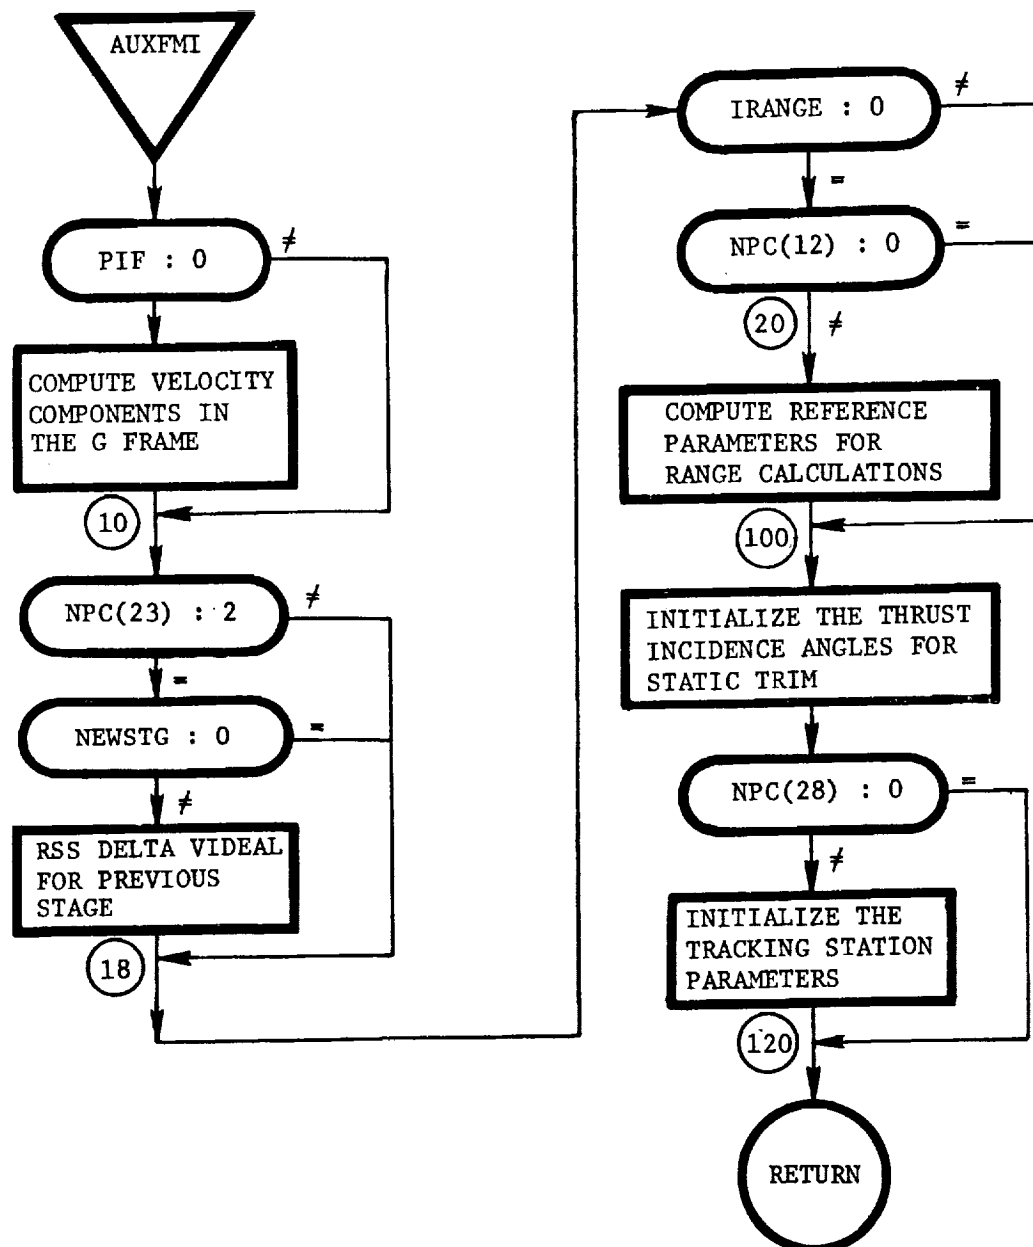 AUXFMI
PIF : 0
≠
COMPUTE VELOCITY
COMPONENTS IN
THE G FRAME
10
NPC(23) : 2
≠
=
NEWSTG : 0
=
≠
RSS DELTA VIDEAL
FOR PREVIOUS
STAGE
18
IRANGE : 0
≠
=
NPC(12) : 0
=
20
≠
COMPUTE REFERENCE
PARAMETERS FOR
RANGE CALCULATIONS
100
INITIALIZE THE THRUST
INCIDENCE ANGLES FOR
STATIC TRIM
NPC(28) : 0
=
≠
INITIALIZE THE
TRACKING STATION
PARAMETERS
120
RETURN